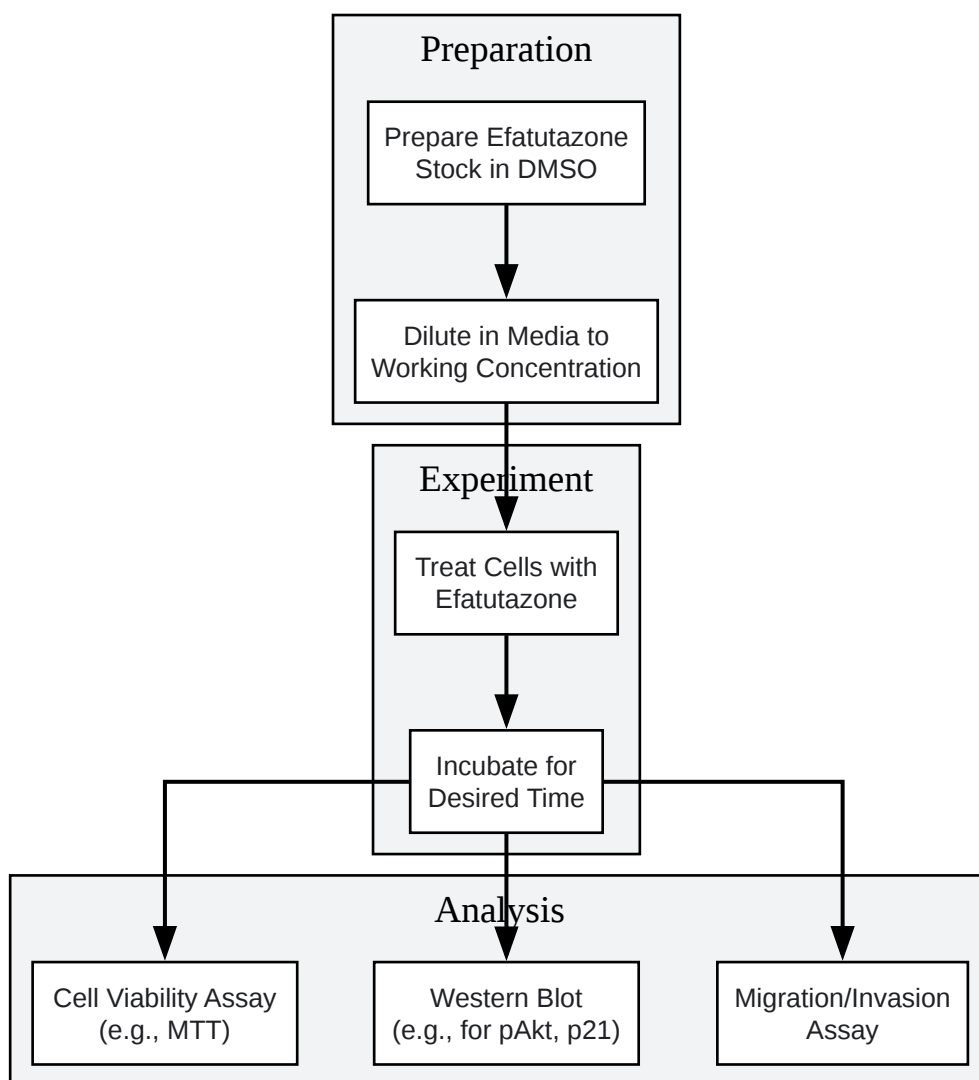 Preparation
Prepare Efatutazone
Stock in DMSO
Dilute in Media to
Working Concentration
Experiment
Treat Cells with
Efatutazone
Incubate for
Desired Time
Analysis
Cell Viability Assay
(e.g., MTT)
Western Blot
(e.g., for pAkt, p21)
Migration/Invasion
Assay